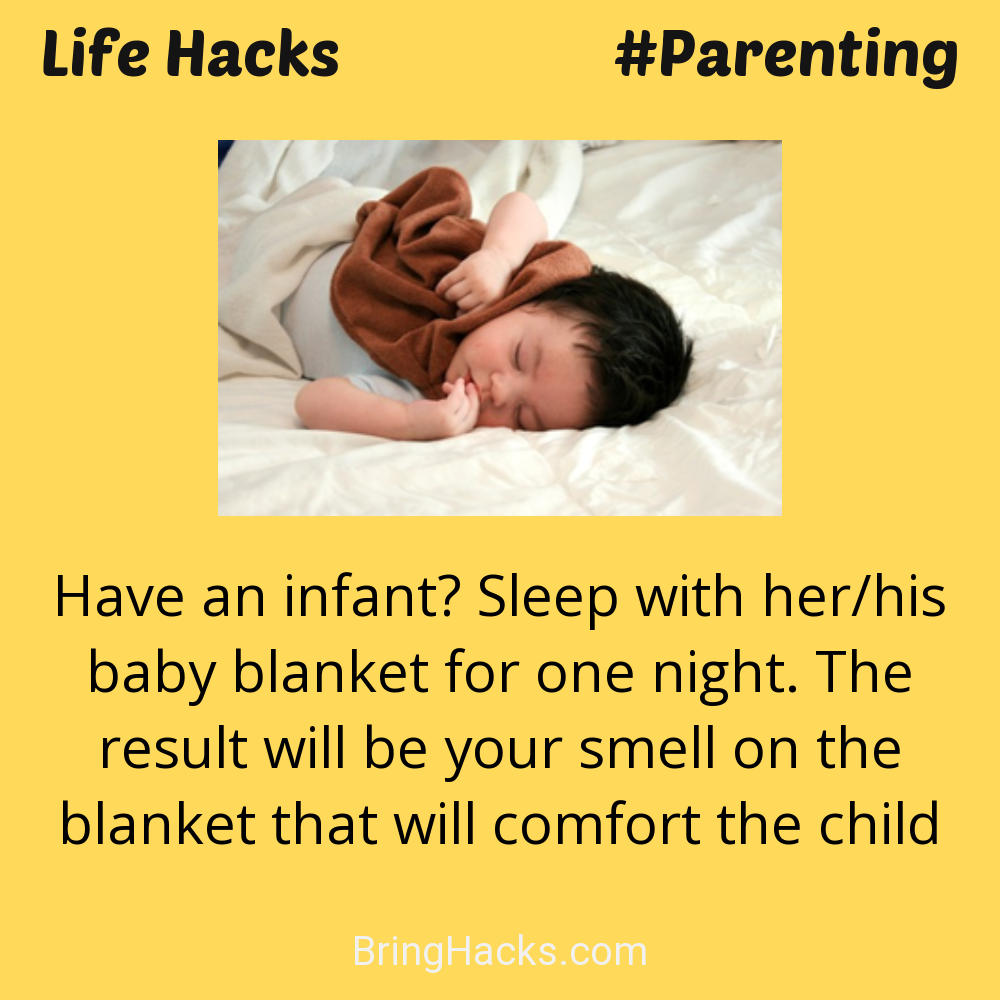 Life Hacks
#Parenting
Have an infant? Sleep with her/his
baby blanket for one night. The
result will be your smell on the
blanket that will comfort the child
BringHacks.com